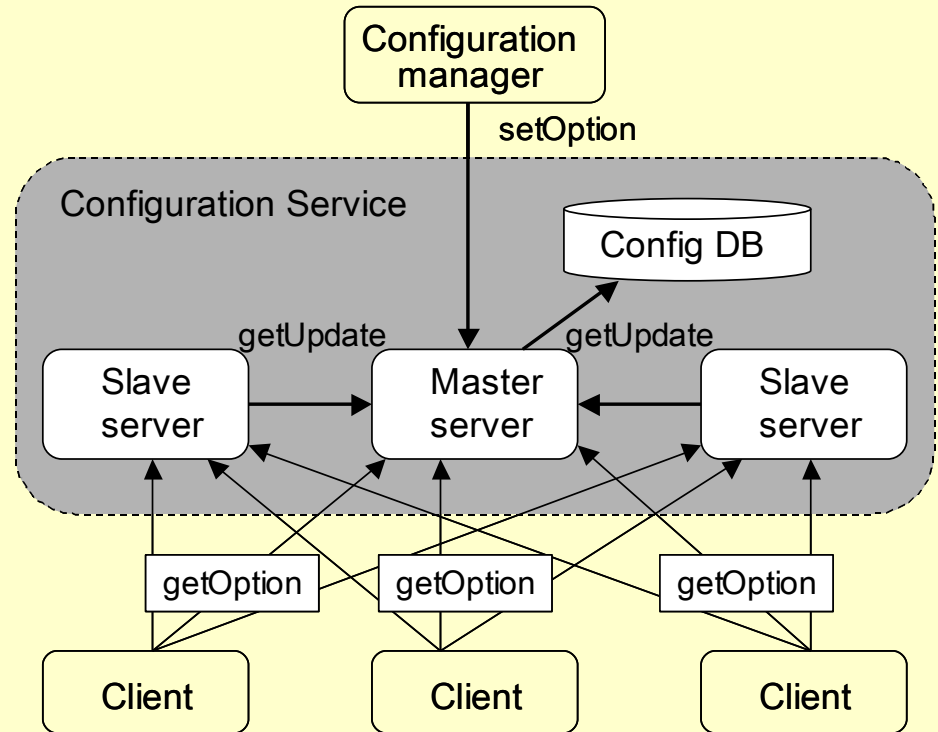 Configuration
manager
setOption
Configuration Service
Config DB
getUpdate
getUpdate
Slave
server
Master
server
Slave
server
getOption
getOption
getOption
Client
Client
Client